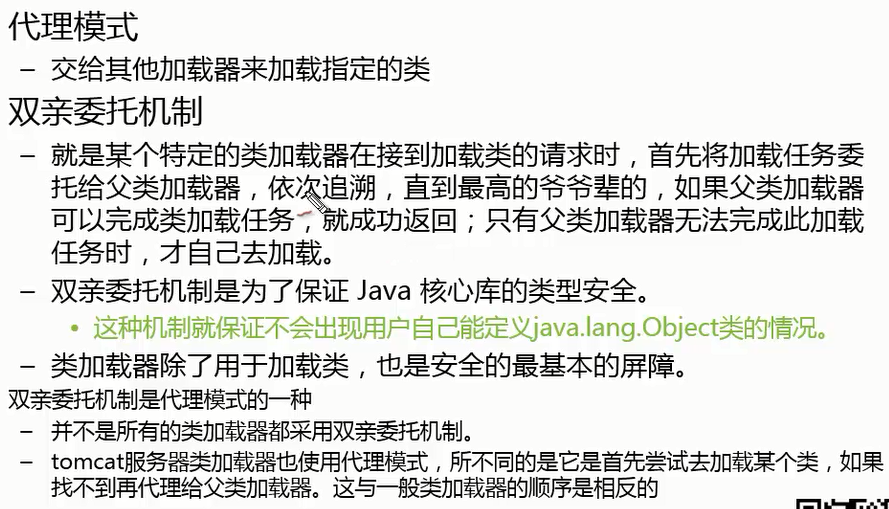 代理模式
– 交给其他加载器来加载指定的类
双亲委托机制
– 就是某个特定的类加载器在接到加载类的请求时，首先将加载任务委
托给父类加载器，依次追溯，直到最高的爷爷辈的，如果父类加载器
可以完成类加载任务，就成功返回；只有父类加载器无法完成此加载
任务时，才自己去加载。
– 双亲委托机制是为了保证 Java 核心库的类型安全。
• 这种机制就保证不会出现用户自己能定义java.lang.Object类的情况。
– 类加载器除了用于加载类，也是安全的最基本的屏障。
双亲委托机制是代理模式的一种
– 并不是所有的类加载器都采用双亲委托机制。
– tomcat服务器类加载器也使用代理模式，所不同的是它是首先尝试去加载某个类，如果
找不到再代理给父类加载器。这与一般类加载器的顺序是相反的